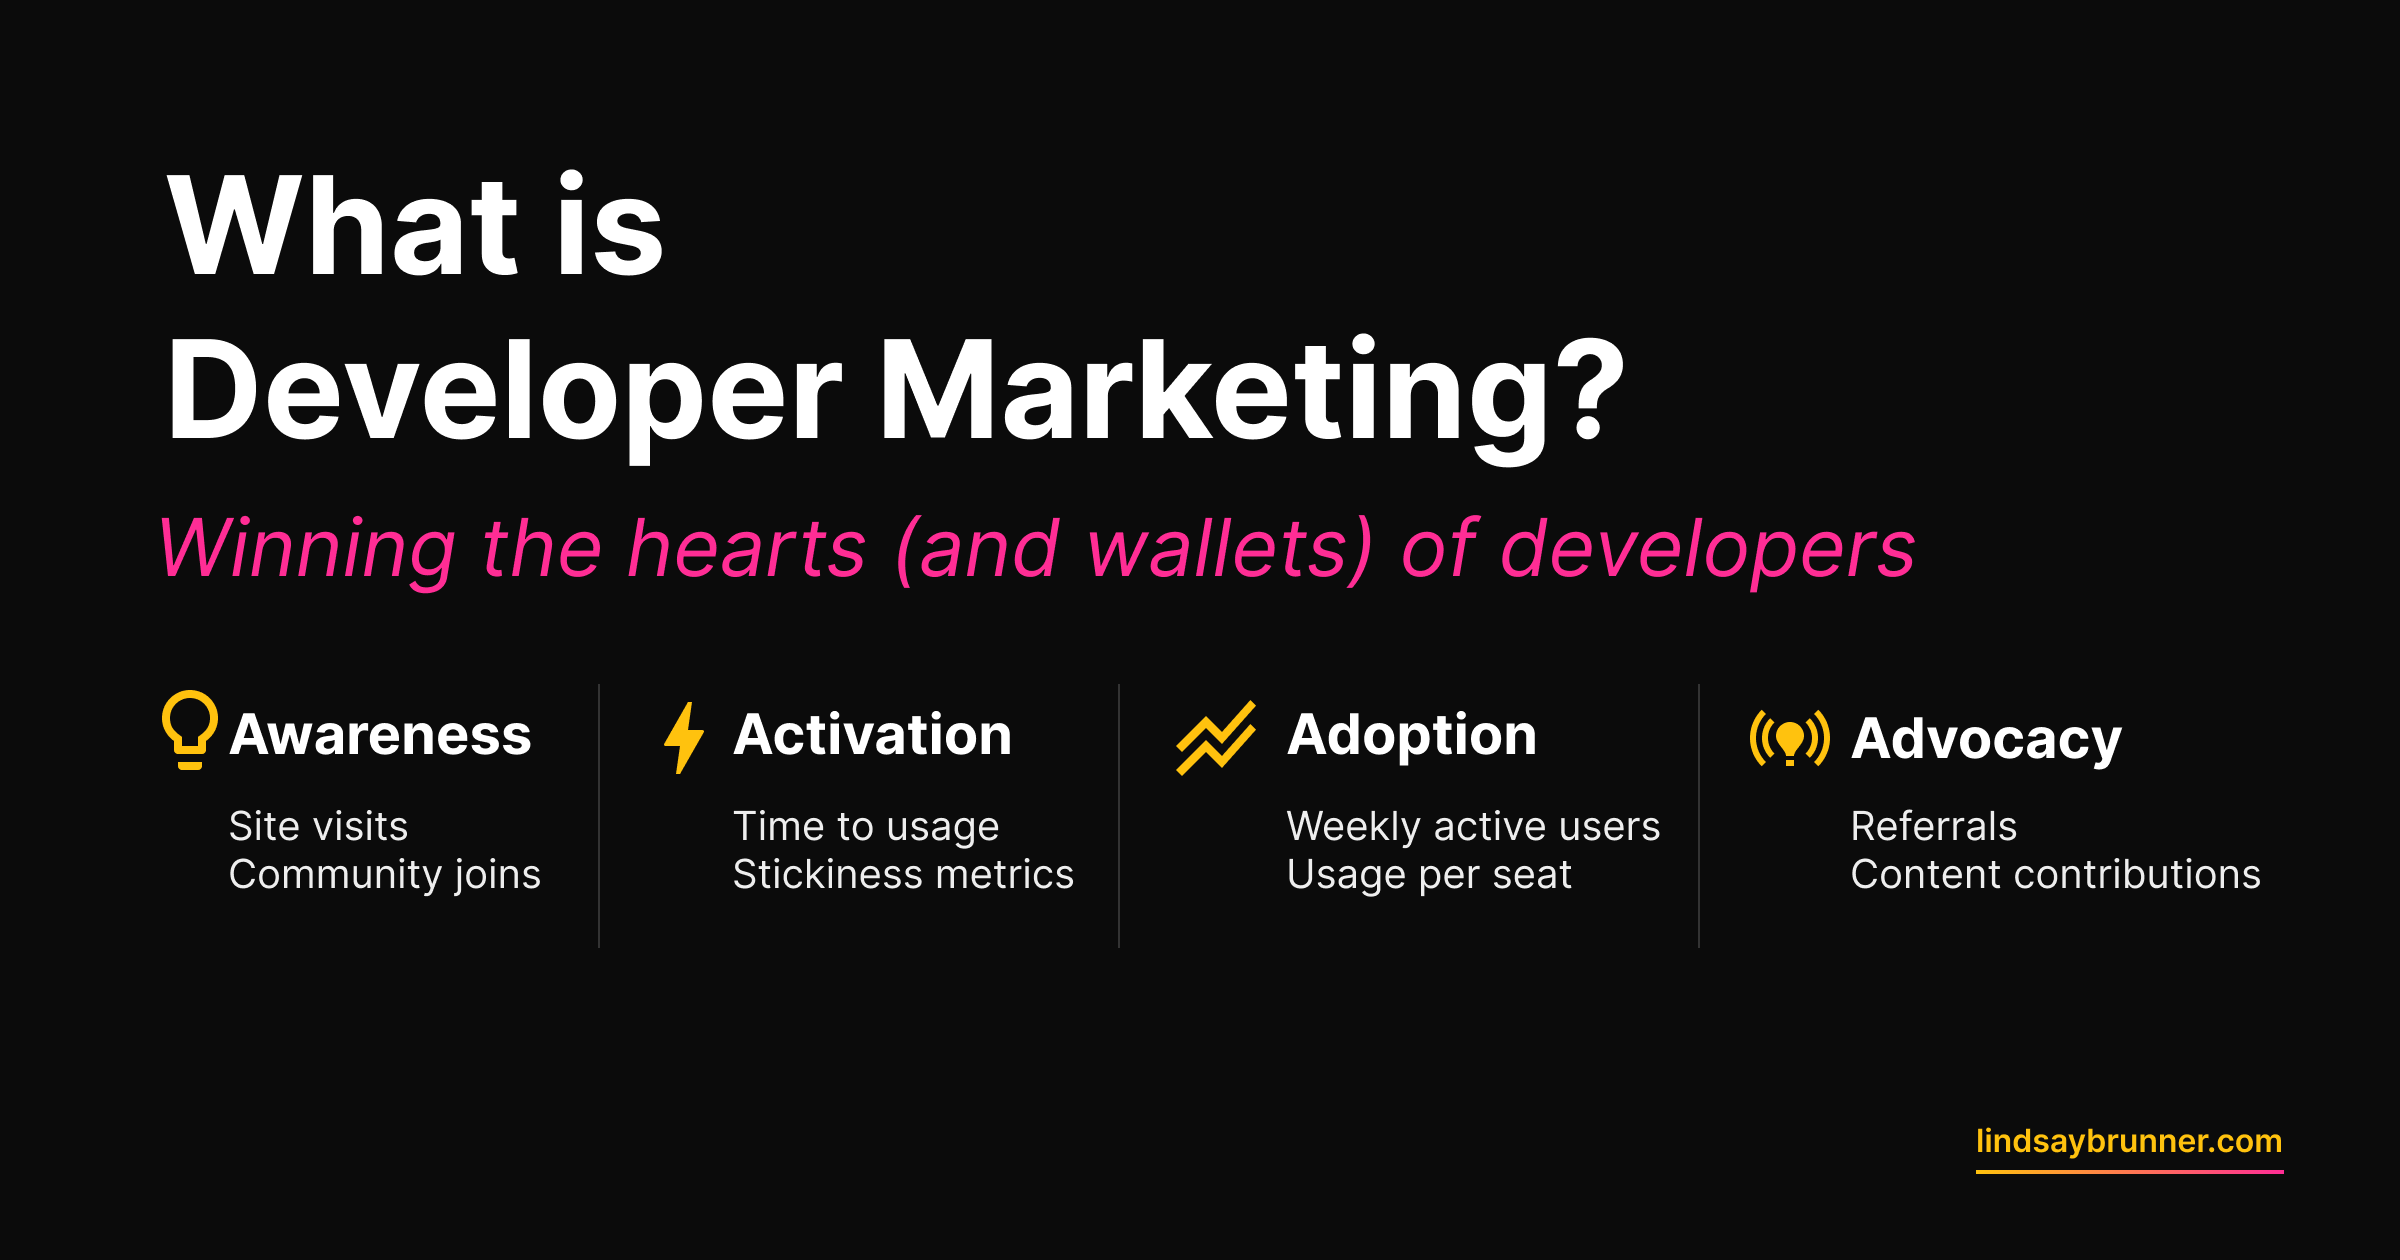 What is
Developer Marketing?
Winning the hearts (and wallets) of developers
Awareness
Site visits
Community joins
Activation
Time to usage
Stickiness metrics
Adoption
Weekly active users
Usage per seat
Advocacy
Referrals
Content contributions
lindsaybrunner.com